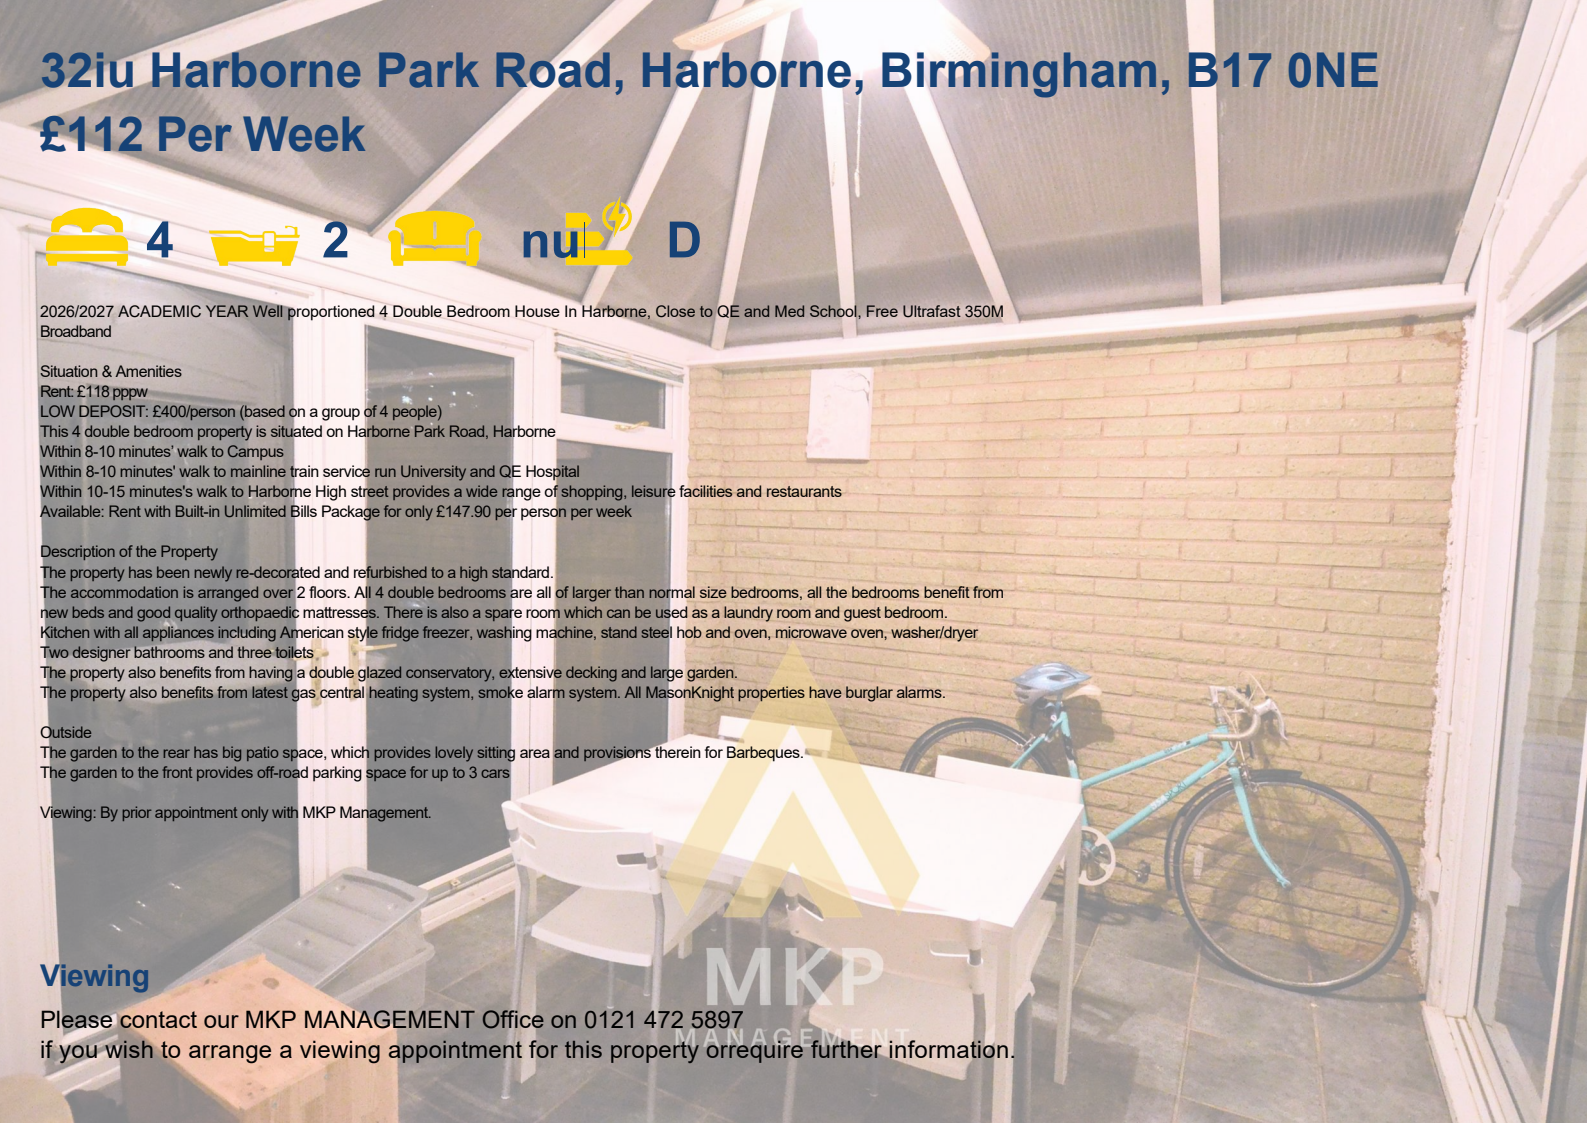 32iu Harborne Park Road, Harborne, Birmingham, B17 0NE
£112 Per Week
4 2 nul D
2026/2027 ACADEMIC YEAR Well proportioned 4 Double Bedroom House In Harborne, Close to QE and Med School, Free Ultrafast 350M
Broadband
Situation & Amenities
Rent: £118 pppw
LOW DEPOSIT: £400/person (based on a group of 4 people)
This 4 double bedroom property is situated on Harborne Park Road, Harborne
Within 8-10 minutes' walk to Campus
Within 8-10 minutes' walk to mainline train service run University and QE Hospital
Within 10-15 minutes's walk to Harborne High street provides a wide range of shopping, leisure facilities and restaurants
Available: Rent with Built-in Unlimited Bills Package for only £147.90 per person per week
Description of the Property
The property has been newly re-decorated and refurbished to a high standard.
The accommodation is arranged over 2 floors. All 4 double bedrooms are all of larger than normal size bedrooms, all the bedrooms benefit from
new beds and good quality orthopaedic mattresses. There is also a spare room which can be used as a laundry room and guest bedroom.
Kitchen with all appliances including American style fridge freezer, washing machine, stand steel hob and oven, microwave oven, washer/dryer
Two designer bathrooms and three toilets
The property also benefits from having a double glazed conservatory, extensive decking and large garden.
The property also benefits from latest gas central heating system, smoke alarm system. All MasonKnight properties have burglar alarms.
Outside
The garden to the rear has big patio space, which provides lovely sitting area and provisions therein for Barbeques.
The garden to the front provides off-road parking space for up to 3 cars
Viewing: By prior appointment only with MKP Management.
MKP
MANAGEMENT
Viewing
Please contact our MKP MANAGEMENT Office on 0121 472 5897
if you wish to arrange a viewing appointment for this property orrequire further information.